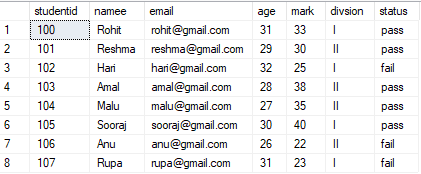 studentid namee email age mark divsion status
1 100 Rohit rohit@gmail.com 31 33 I pass
2 101 Reshma reshma@gmail.com 29 30 II pass
3 102 Hari hari@gmail.com 32 25 I fail
4 103 Amal amal@gmail.com 28 38 II pass
5 104 Malu malu@gmail.com 27 35 II pass
6 105 Sooraj sooraj@gmail.com 30 40 I pass
7 106 Anu anu@gmail.com 26 22 II fail
8 107 Rupa rupa@gmail.com 31 23 I fail